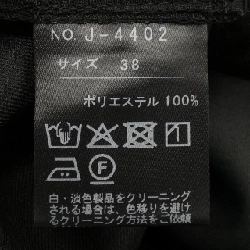 NO. J-4402
サイズ 38
ポリエステル 100%
F
白・淡色製品をクリーニング
される場合は、色移りを避け
るクリーニング方法をご依頼